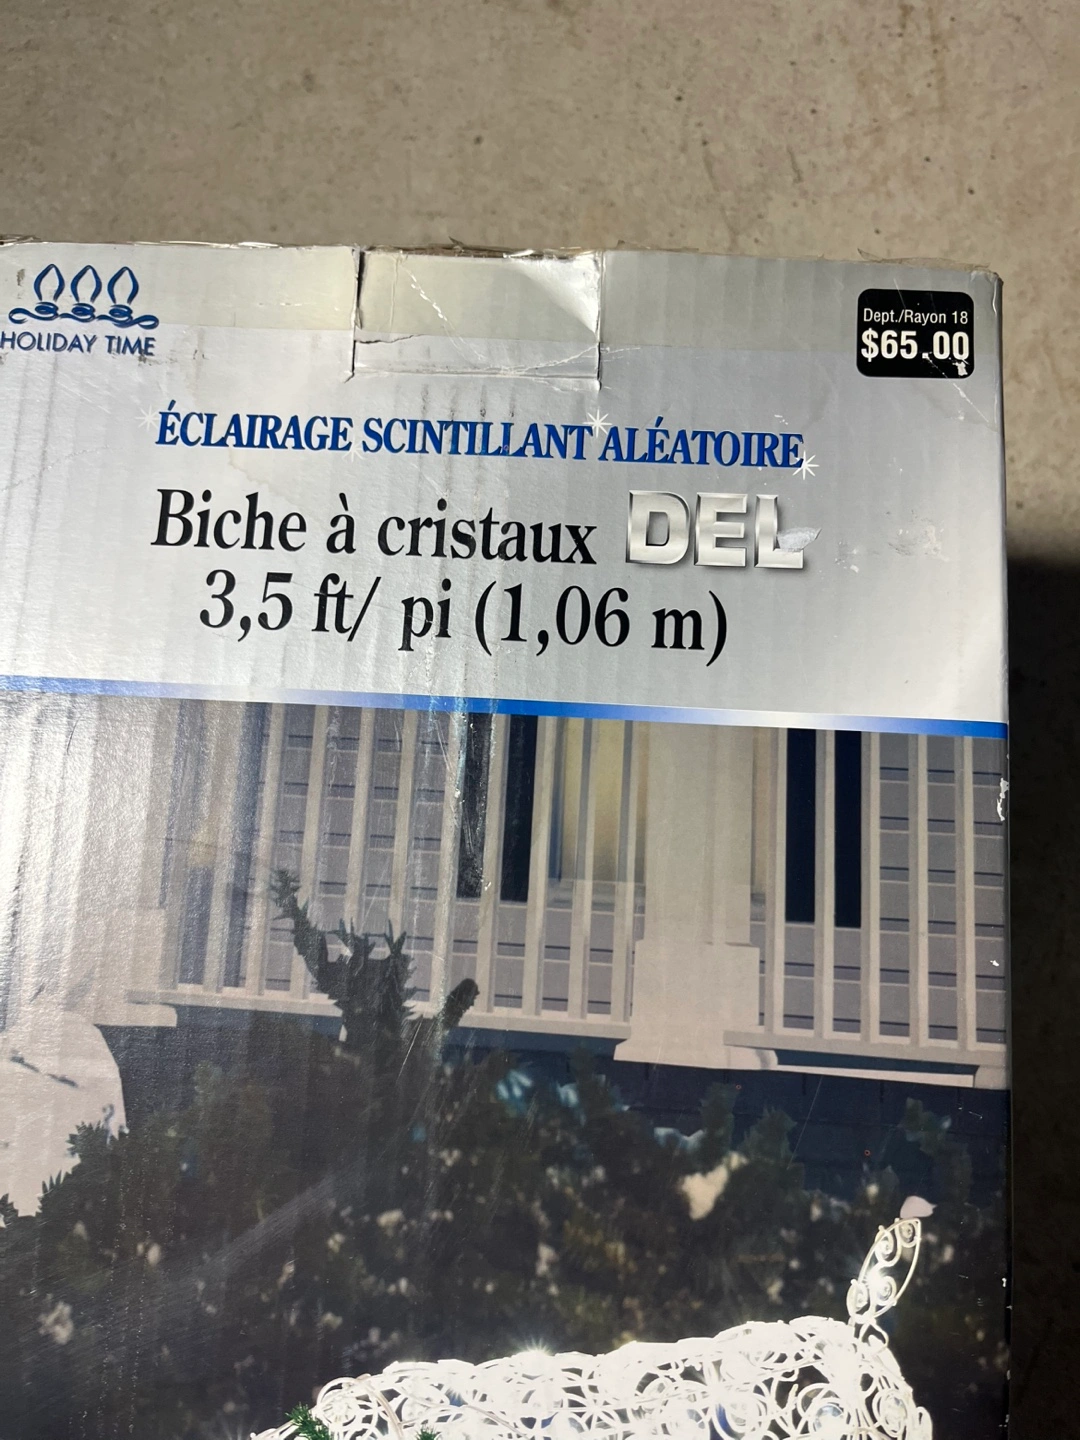 HOLIDAY TIME
Dept./Rayon 18
$65.00
ÉCLAIRAGE SCINTILLANT ALÉATOIRE
Biche à cristaux DEL
3,5 ft/ pi (1,06 m)